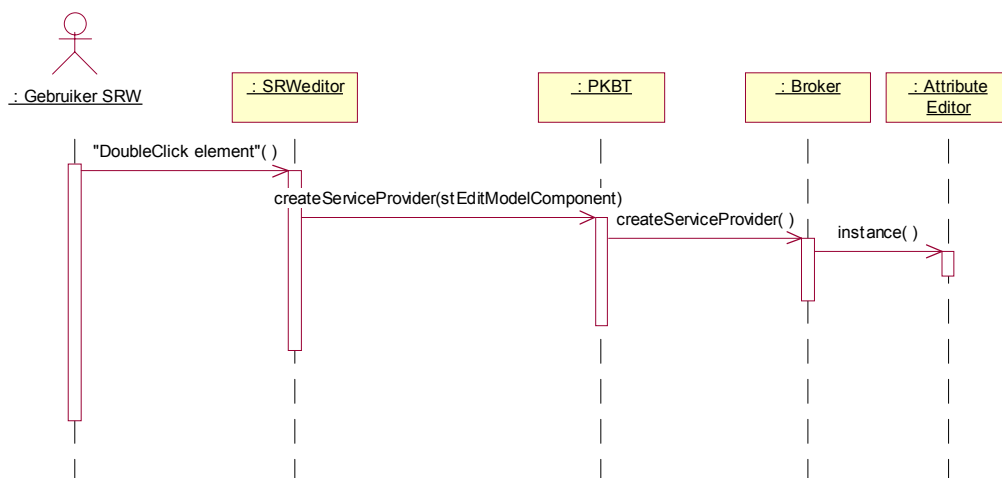 : Gebruiker SRW
: SRWeditor
: PKBT
: Broker
: Attribute
Editor
"DoubleClick element"( )
createServiceProvider(stEditModelComponent)
createServiceProvider( )
instance( )